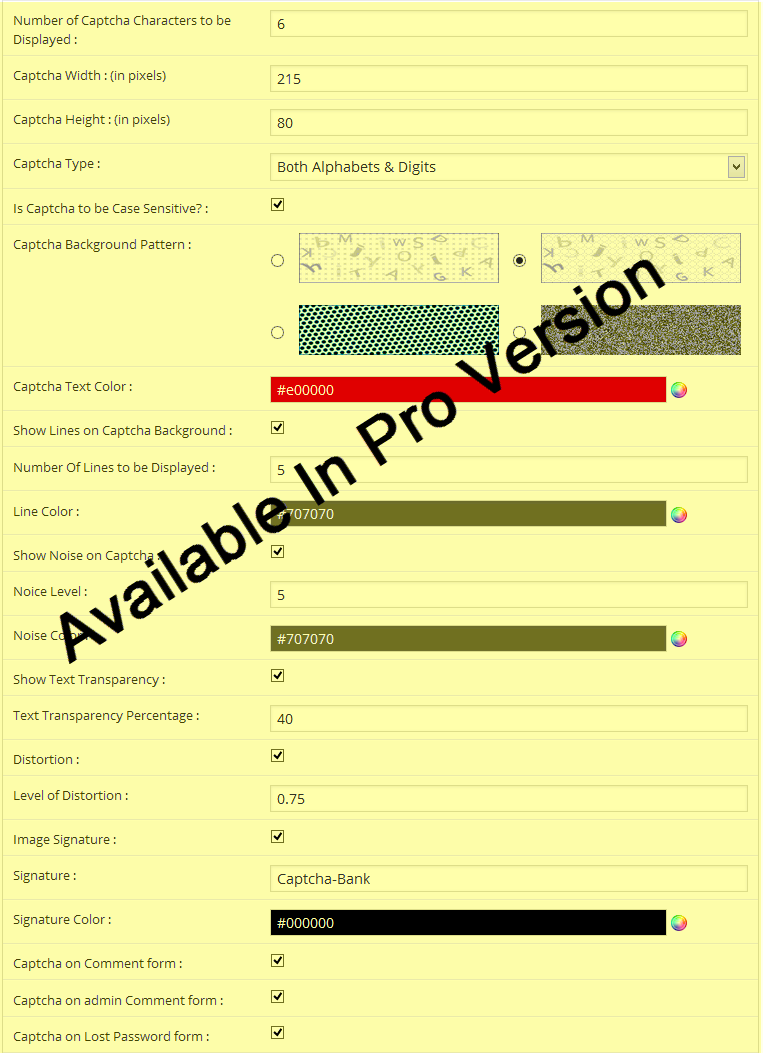 Number of Captcha Characters to be
Displayed :
6
Captcha Width : (in pixels)
215
Captcha Height : (in pixels)
80
Captcha Type :
Both Alphabets & Digits
Is Captcha to be Case Sensitive? :
Captcha Background Pattern :
Captcha Text Color :
#e00000
Show Lines on Captcha Background :
Number Of Lines to be Displayed :
5
Line Color :
#707070
Show Noise on Captcha :
Noice Level :
5
Noise Color :
#707070
Show Text Transparency :
Text Transparency Percentage :
40
Distortion :
Level of Distortion :
0.75
Image Signature :
Signature :
Captcha-Bank
Signature Color :
#000000
Captcha on Comment form :
Captcha on admin Comment form :
Captcha on Lost Password form :
Available In Pro Version